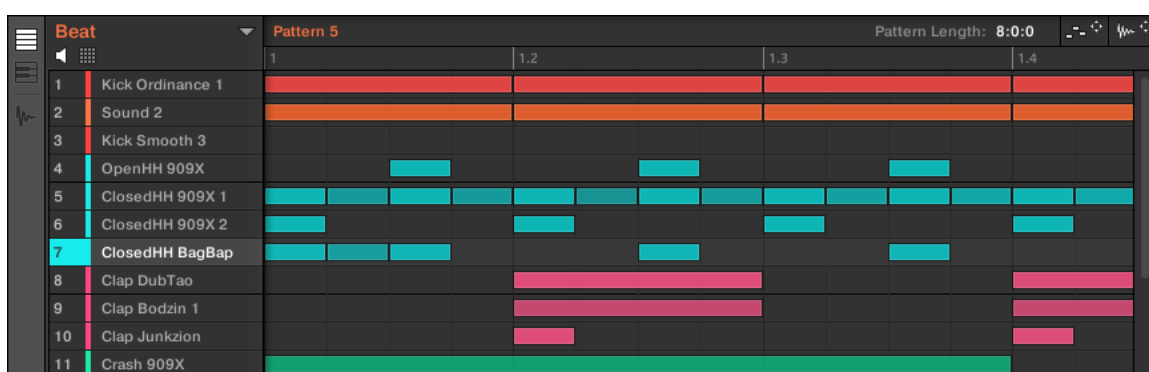 Beat Pattern 5 Pattern Length: 8:0:0
1 1.2 1.3 1.4
1 Kick Ordinance 1
2 Sound 2
3 Kick Smooth 3
4 OpenHH 909X
5 ClosedHH 909X 1
6 ClosedHH 909X 2
7 ClosedHH BagBap
8 Clap DubTao
9 Clap Bodzin 1
10 Clap Junkzion
11 Crash 909X